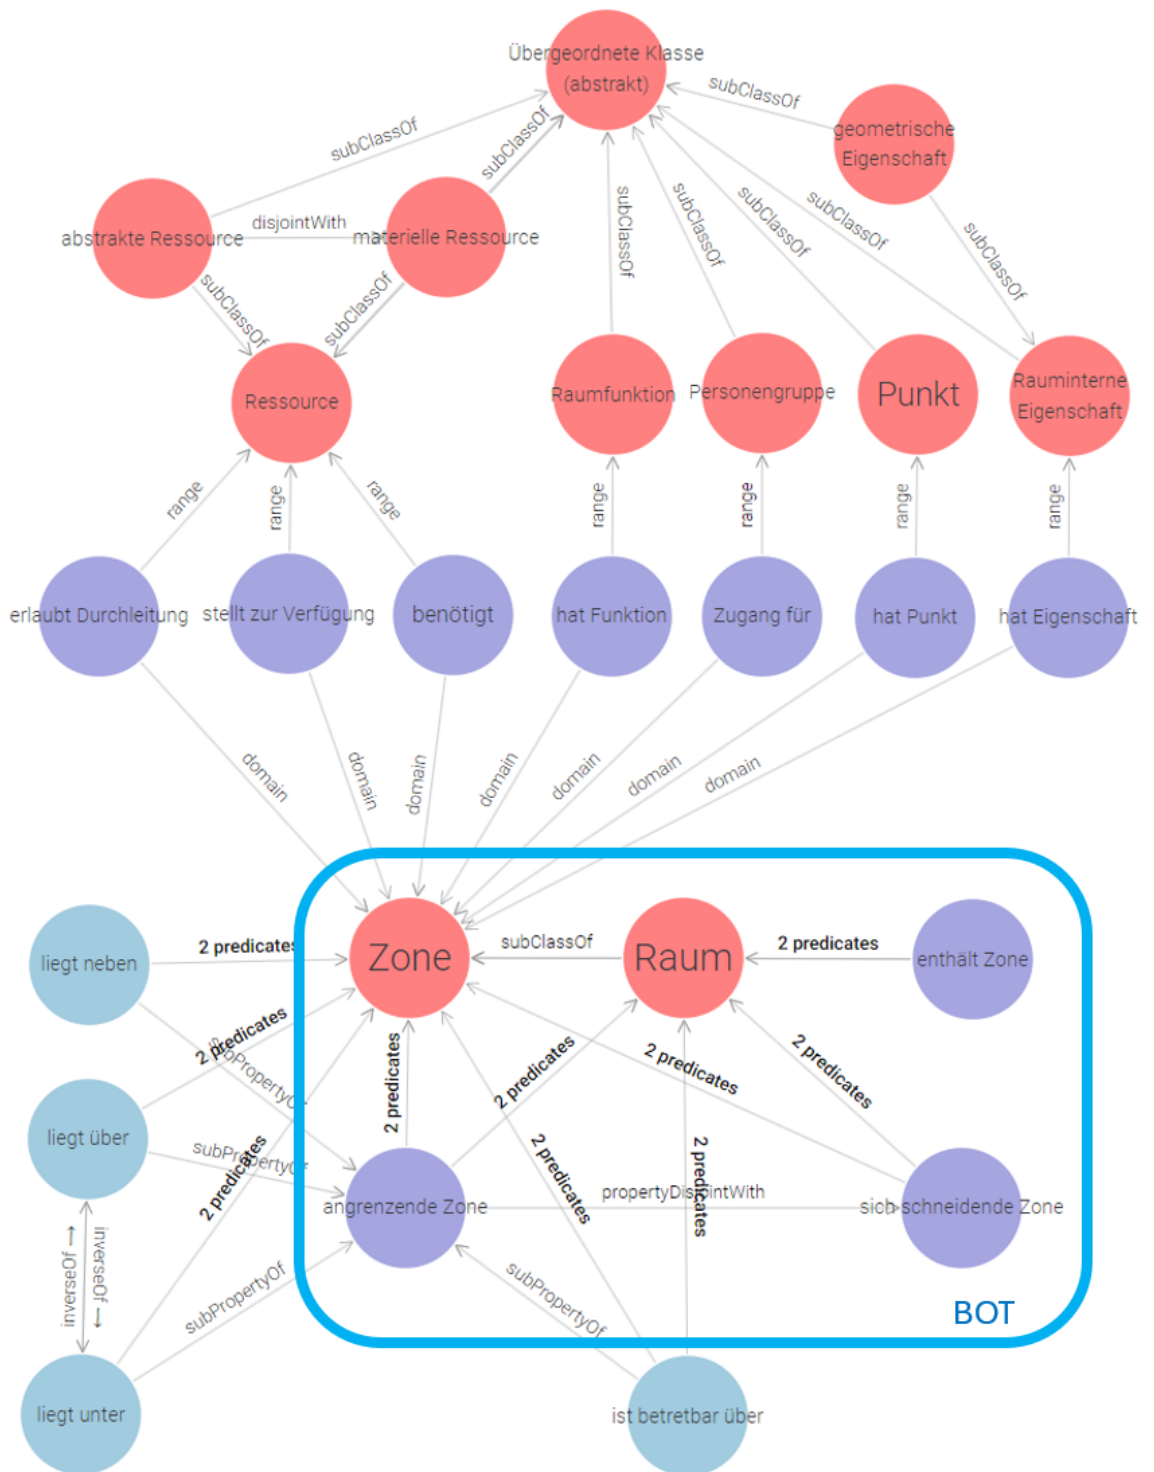 Übergeordnete Klasse
(abstrakt)
subClassOf
geometrische
Eigenschaft
subClassOf
subClassOf
abstrakte Ressource
disjointWith
materielle Ressource
subClassOf
subClassOf
subClassOf
subClassOf
subClassOf
subClassOf
subClassOf
Ressource
Raumfunktion
Personengruppe
Punkt
Rauminterne
Eigenschaft
range
range
range
range
range
range
range
erlaubt Durchleitung
stellt zur Verfügung
benötigt
hat Funktion
Zugang für
hat Punkt
hat Eigenschaft
domain
domain
domain
domain
domain
domain
domain
liegt neben
2 predicates
Zone
subClassOf
Raum
2 predicates
enthält Zone
2 predicates
subPropertyOf
2 predicates
2 predicates
2 predicates
2 predicates
liegt über
subPropertyOf
2 predicates
2 predicates
2 predicates
angrenzende Zone
propertyDisjointWith
sich schneidende Zone
inverseOf →
inverseOf →
subPropertyOf
subPropertyOf
BOT
liegt unter
ist betretbar über